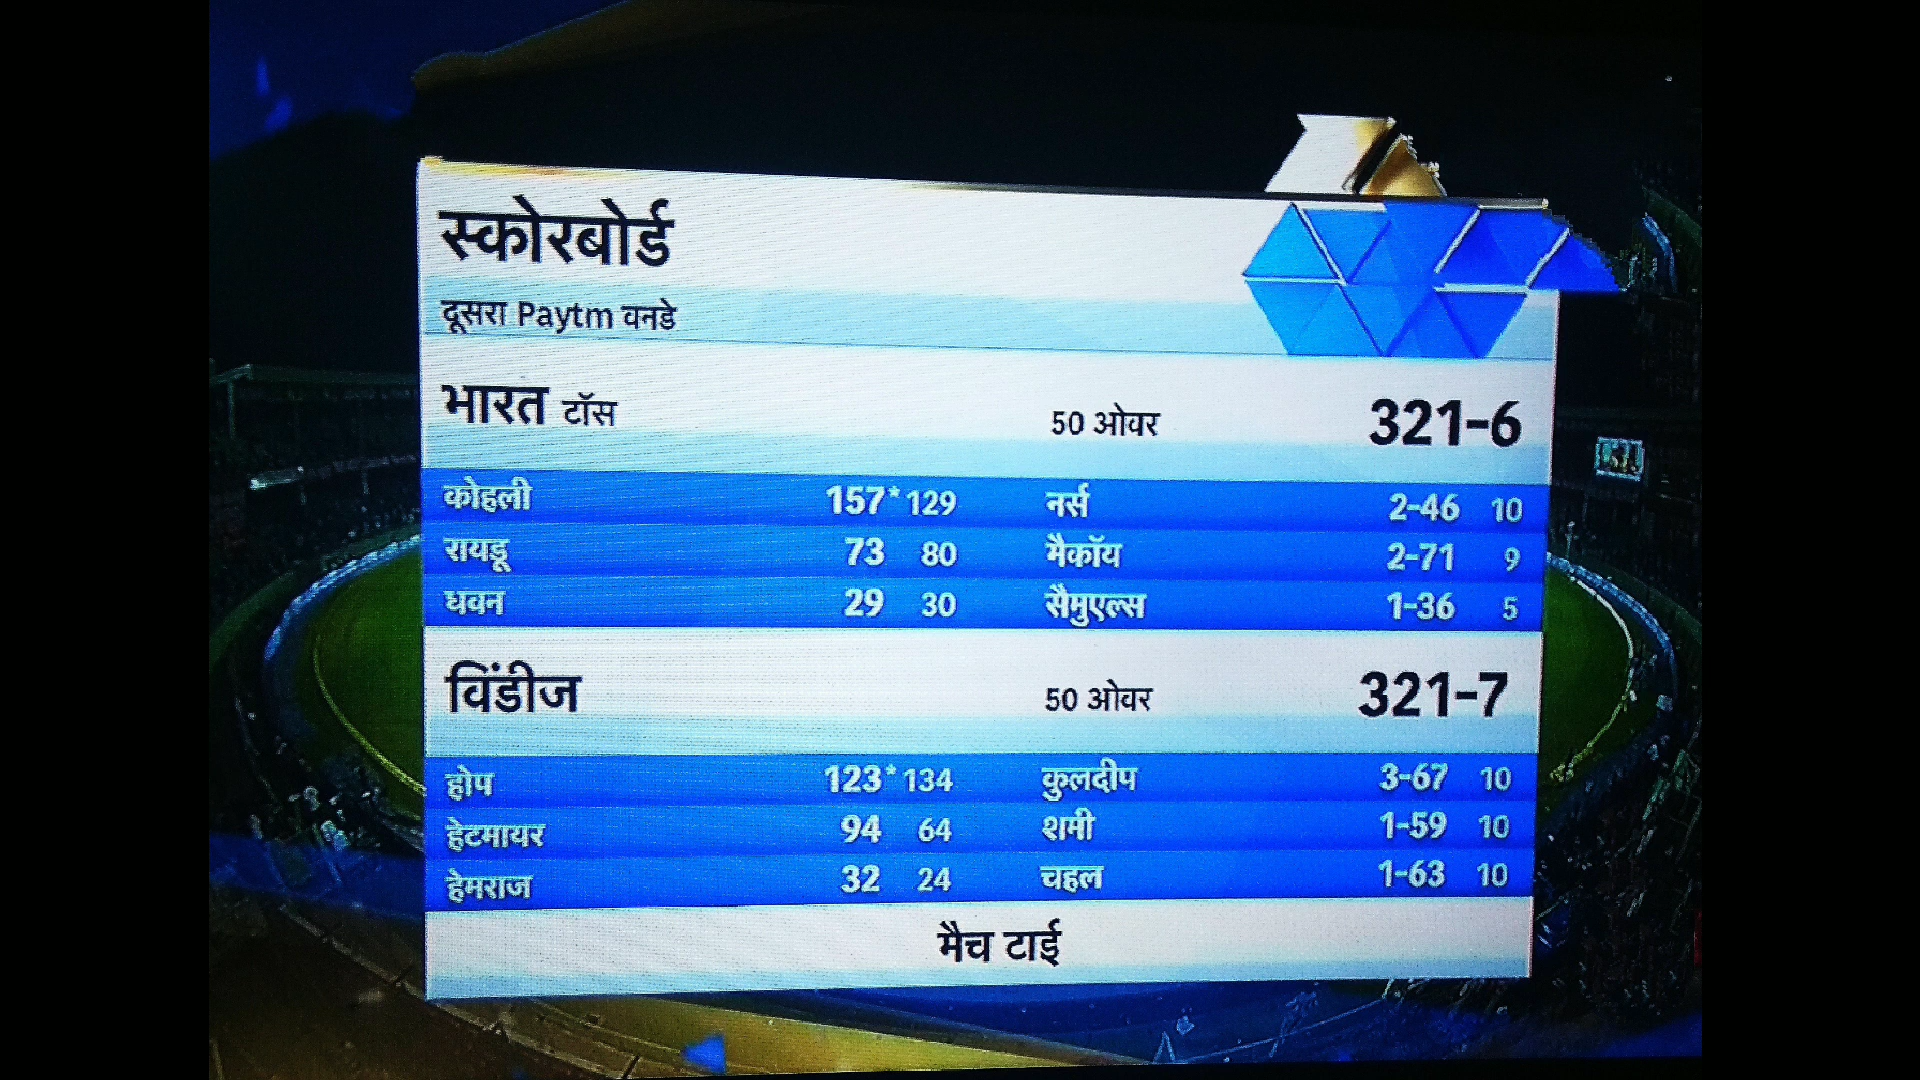 स्कोरबोर्ड
दूसरा Paytm वनडे
भारत टॉस 50 ओवर 321-6
कोहली 157* 129 नर्स 2-46 10
रायडू 73 80 मैकॉय 2-71 9
धवन 29 30 सैमुएल्स 1-36 5
विंडीज 50 ओवर 321-7
होप 123* 134 कुलदीप 3-67 10
हेटमायर 94 64 शमी 1-59 10
हेमराज 32 24 चहल 1-63 10
मैच टाई